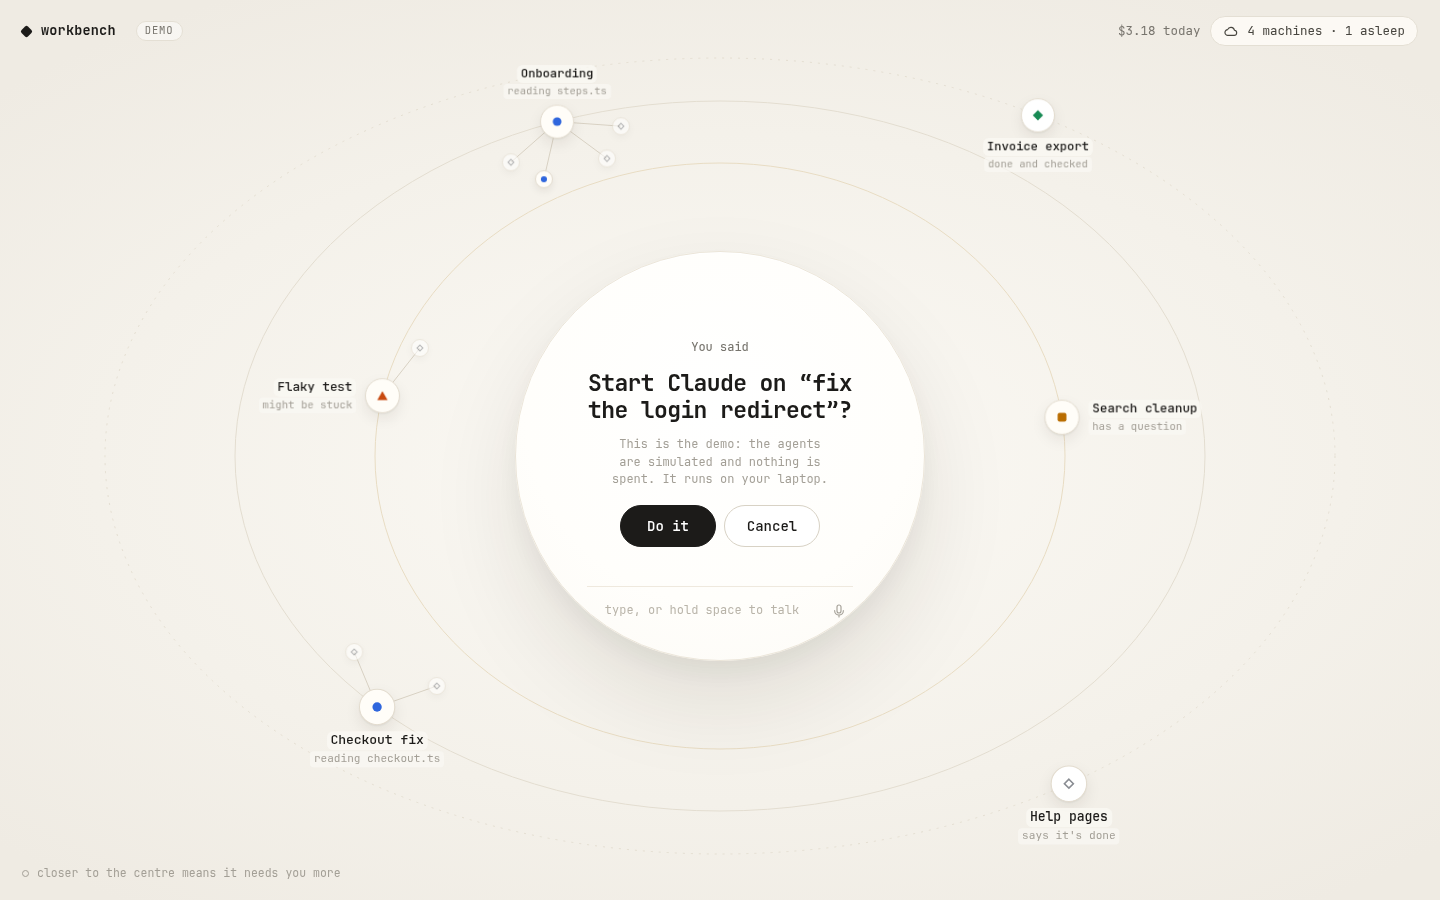 workbench
DEMO
$3.18 today
4 machines · 1 asleep
Onboarding
reading steps.ts
Invoice export
done and checked
You said
Start Claude on “fix
the login redirect”?
This is the demo: the agents
are simulated and nothing is
spent. It runs on your laptop.
Do it
Cancel
type, or hold space to talk
Flaky test
might be stuck
Search cleanup
has a question
Checkout fix
reading checkout.ts
Help pages
says it's done
closer to the centre means it needs you more